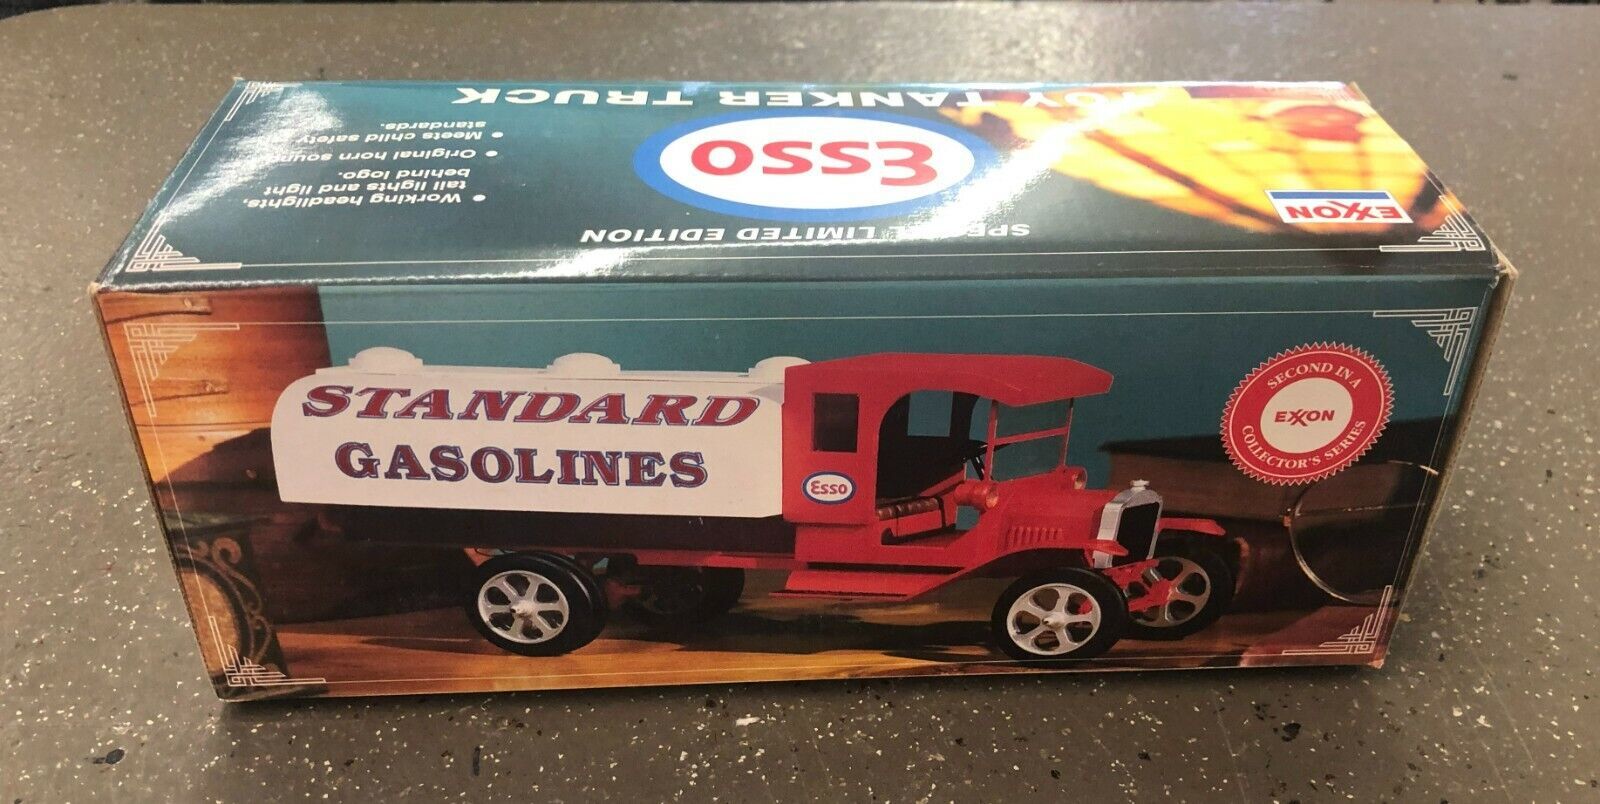 TOY TANKER TRUCK
Esso
SPECIAL LIMITED EDITION
• Working headlights,
tail lights and light
behind logo.
• Original horn sound
• Meets child safety
standards.
EXXON
STANDARD
GASOLINES
Esso
SECOND IN A
EXXON
COLLECTOR'S SERIES